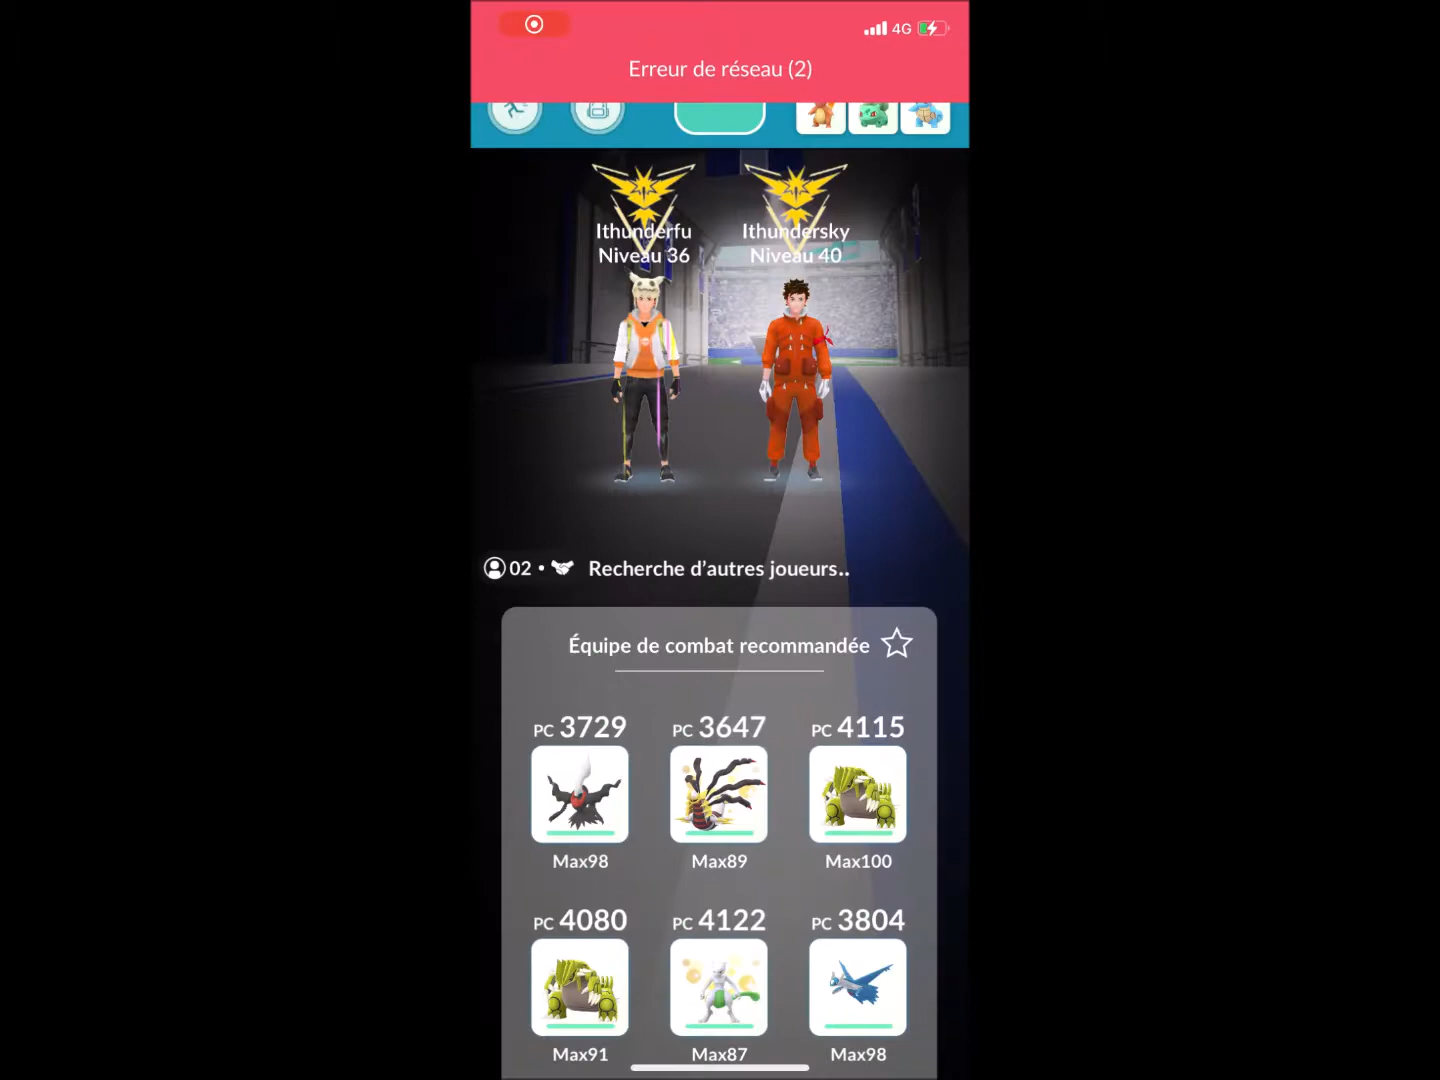 4G
Erreur de réseau (2)
Ithunderfu
Niveau 36
Ithundersky
Niveau 40
02 • Recherche d’autres joueurs..
Équipe de combat recommandée
PC 3729
PC 3647
PC 4115
Max98
Max89
Max100
PC 4080
PC 4122
PC 3804
Max91
Max87
Max98